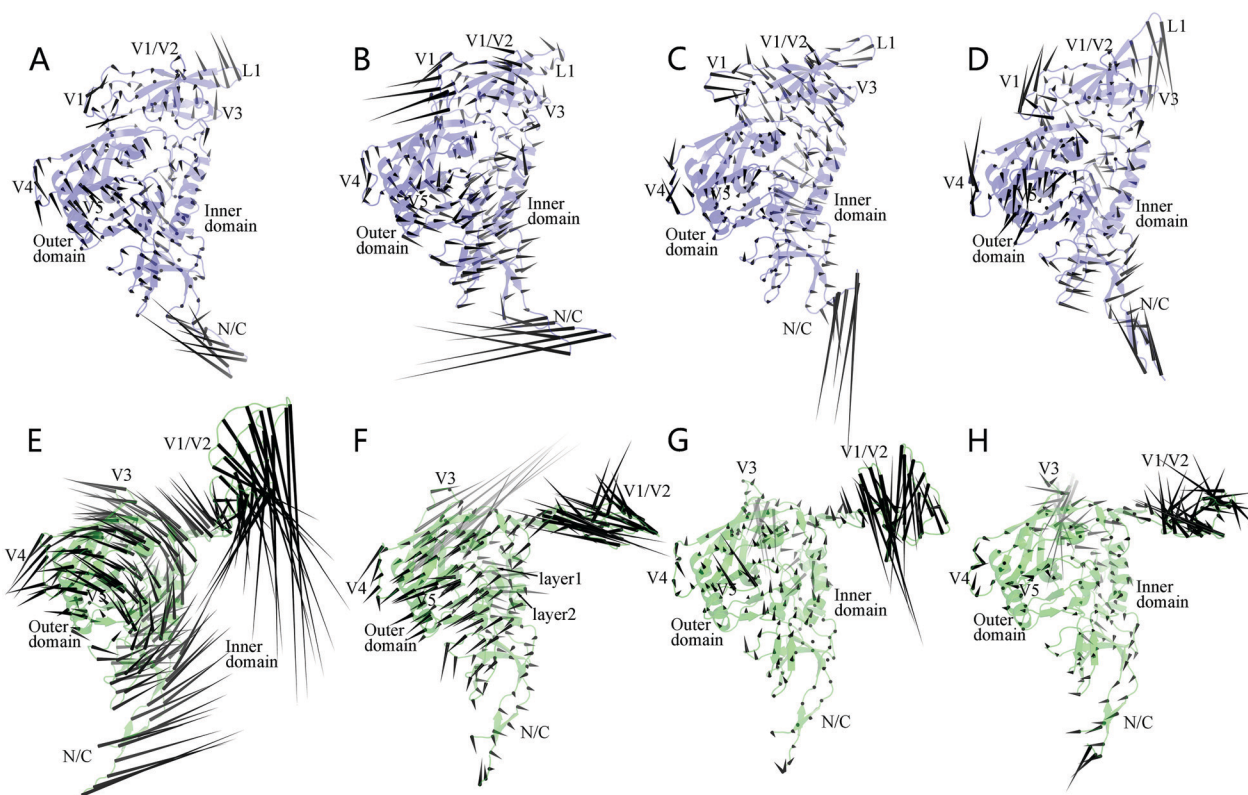 A
V1/V2
L1
V1
V3
V4
V5
Inner
domain
Outer
domain
N/C
B
V1/V2
V1
L1
V3
V4
V5
Inner
domain
Outer
domain
N/C
C
V1/V2
L1
V1
V3
V4
V5
Inner
domain
Outer
domain
N/C
D
V1/V2
L1
V1
V3
V4
V5
Inner
domain
Outer
domain
N/C
E
V1/V2
V3
V4
V5
Outer
domain
Inner
domain
N/C
F
V3
V1/V2
V4
V5
layer1
layer2
Outer
domain
N/C
G
V1/V2
V3
V4
V5
Inner
domain
Outer
domain
N/C
H
V1/V2
V3
V4
V5
Inner
domain
Outer
domain
N/C